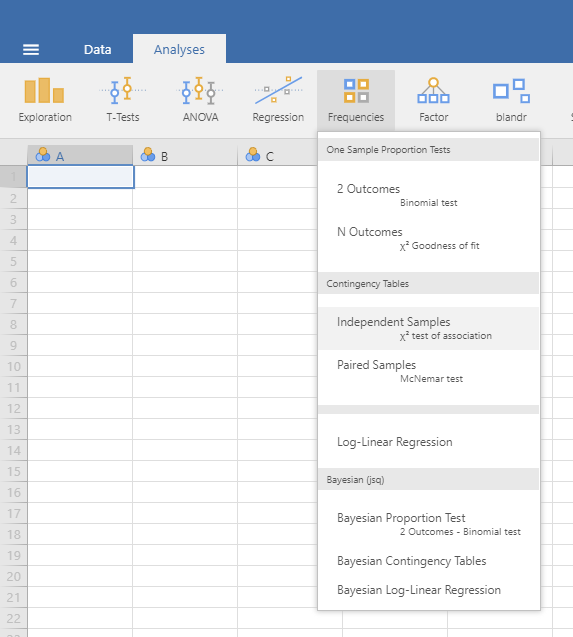 Data Analyses
Exploration T-Tests ANOVA Regression Frequencies Factor blandr
A B C
One Sample Proportion Tests
2 Outcomes
Binomial test
N Outcomes
χ² Goodness of fit
Contingency Tables
Independent Samples
χ² test of association
Paired Samples
McNemar test
Log-Linear Regression
Bayesian (jsq)
Bayesian Proportion Test
2 Outcomes - Binomial test
Bayesian Contingency Tables
Bayesian Log-Linear Regression
1
2
3
4
5
6
7
8
9
10
11
12
13
14
15
16
17
18
19
20
21
22